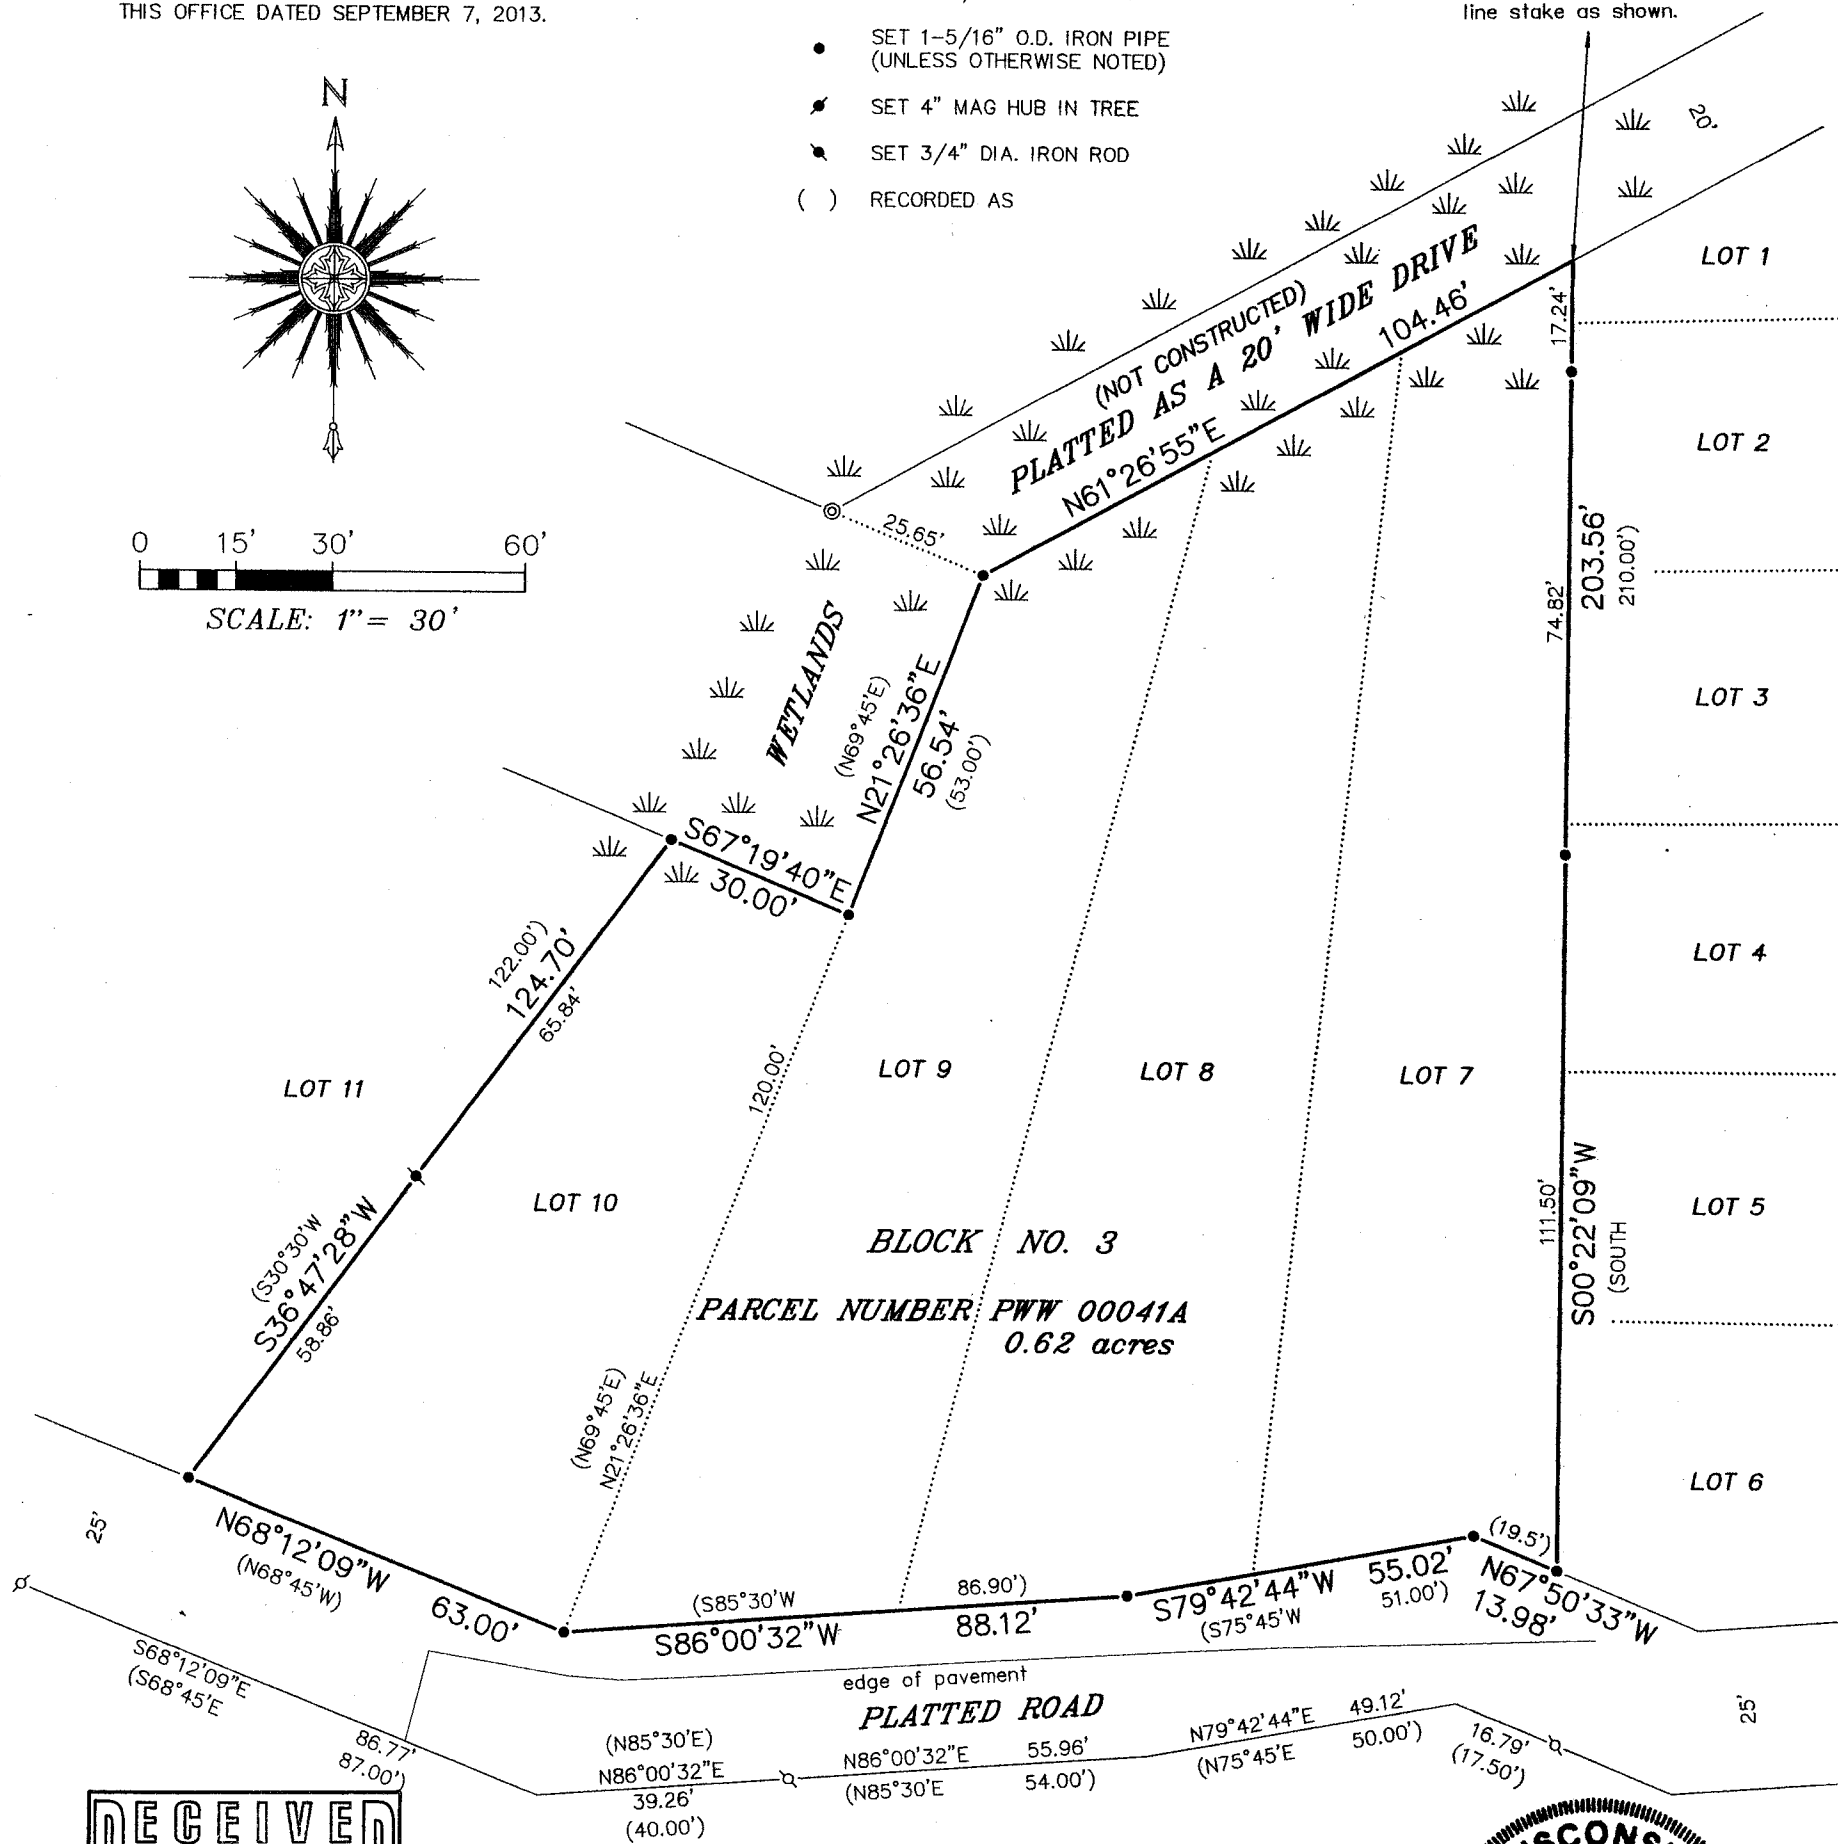 THIS OFFICE DATED SEPTEMBER 7, 2013.
line stake as shown.
SET 1-5/16" O.D. IRON PIPE
(UNLESS OTHERWISE NOTED)
SET 4" MAG HUB IN TREE
SET 3/4" DIA. IRON ROD
( ) RECORDED AS
N
0 15' 30' 60'
SCALE: 1"= 30'
20'
(NOT CONSTRUCTED)
PLATTED AS A 20' WIDE DRIVE
N61°26'55"E 104.46'
25.65'
WETLANDS
(N69°45'E)
N21°26'36"E
56.54'
(53.00')
S67°19'40"E
30.00'
122.00')
124.70'
65.84'
(S30°30'W
S36°47'28"W
58.86'
120.00'
(N69°45'E)
N21°26'36"E
LOT 1
LOT 2
LOT 3
LOT 4
LOT 5
LOT 6
LOT 7
LOT 8
LOT 9
LOT 10
LOT 11
17.24'
74.82'
203.56'
210.00')
111.50'
S00°22'09"W
(SOUTH
BLOCK NO. 3
PARCEL NUMBER PWW 00041A
0.62 acres
25'
N68°12'09"W 63.00'
(N68°45'W)
(S85°30'W 86.90')
S86°00'32"W 88.12'
S79°42'44"W 55.02'
(S75°45'W 51.00')
(19.5')
N67°50'33"W
13.98'
edge of pavement
PLATTED ROAD
S68°12'09"E 86.77'
(S68°45'E 87.00')
(N85°30'E)
N86°00'32"E
39.26'
(40.00')
N86°00'32"E 55.96'
(N85°30'E 54.00')
N79°42'44"E 49.12'
(N75°45'E 50.00')
16.79'
(17.50')
25'
RECEIVED
WISCONS